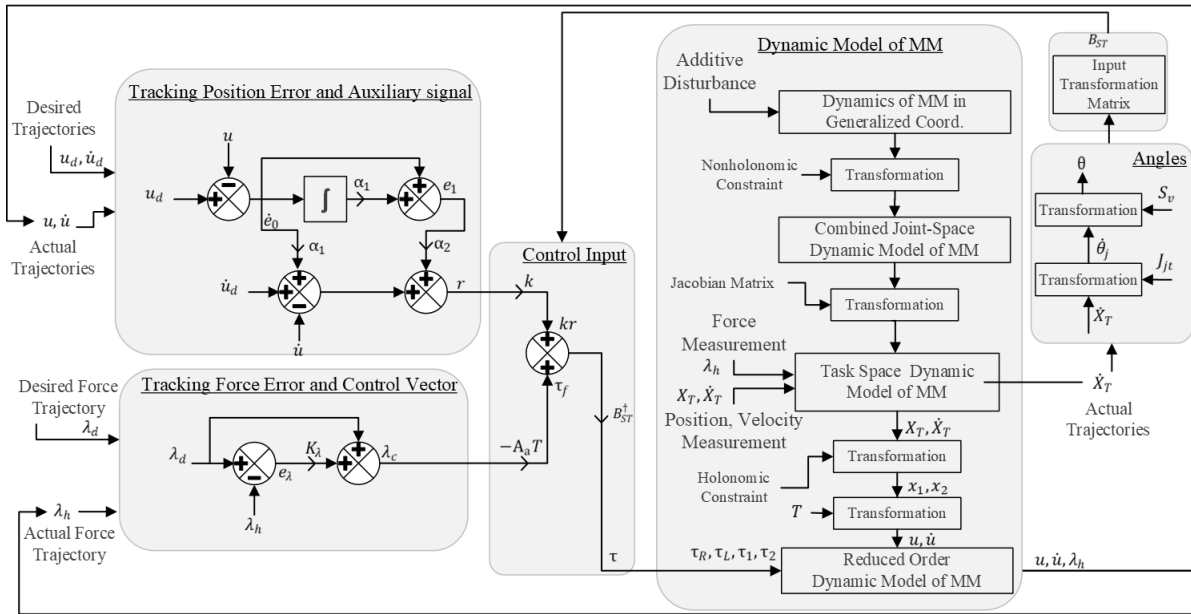 Tracking Position Error and Auxiliary signal
Desired
Trajectories
u_d, u̇_d
u, u̇
Actual
Trajectories
u
u_d
ė_0
∫
α_1
e_1
α_1
α_2
u̇_d
u̇
r
Tracking Force Error and Control Vector
Desired Force
Trajectory
λ_d
λ_h
Actual Force
Trajectory
λ_d
e_λ
K_λ
λ_c
λ_h
Control Input
k
kr
τ_f
−A_aT
B_ST^†
τ
Dynamic Model of MM
Additive
Disturbance
Dynamics of MM in
Generalized Coord.
Nonholonomic
Constraint
Transformation
Combined Joint-Space
Dynamic Model of MM
Jacobian Matrix
Transformation
Force
Measurement
λ_h
X_T, Ẋ_T
Position, Velocity
Measurement
Task Space Dynamic
Model of MM
X_T, Ẋ_T
Holonomic
Constraint
Transformation
x_1, x_2
T
Transformation
u, u̇
τ_R, τ_L, τ_1, τ_2
Reduced Order
Dynamic Model of MM
u, u̇, λ_h
B_ST
Input
Transformation
Matrix
Angles
θ
S_v
Transformation
θ̇_j
J_jt
Transformation
Ẋ_T
Ẋ_T
Actual
Trajectories